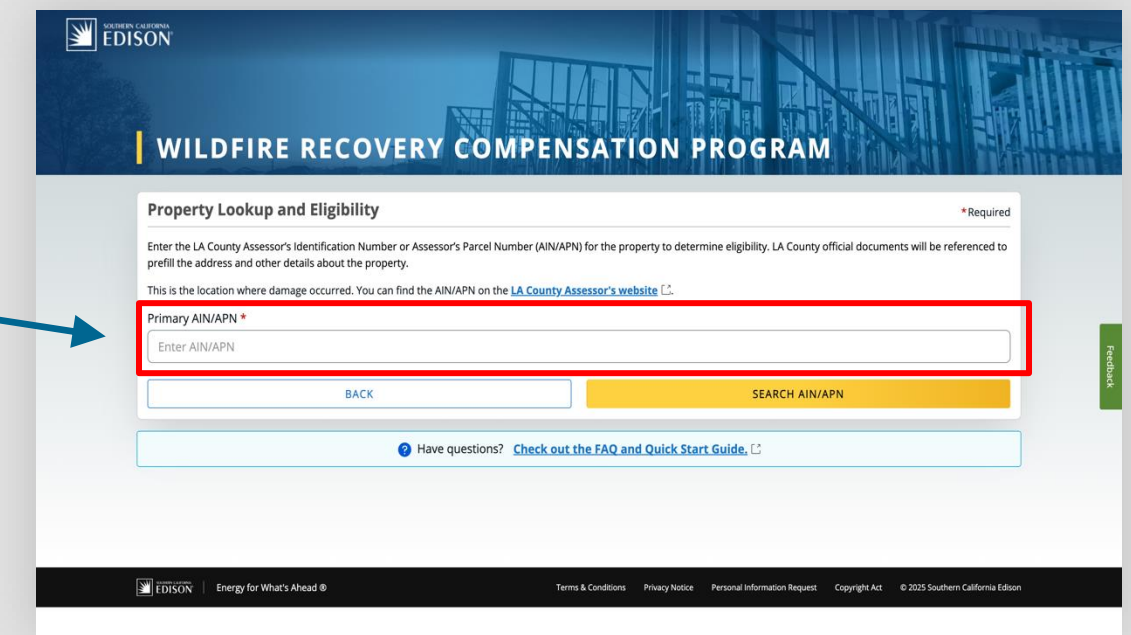 SOUTHERN CALIFORNIA
EDISON®
WILDFIRE RECOVERY COMPENSATION PROGRAM
Property Lookup and Eligibility
*Required
Enter the LA County Assessor's Identification Number or Assessor's Parcel Number (AIN/APN) for the property to determine eligibility. LA County official documents will be referenced to
prefill the address and other details about the property.
This is the location where damage occurred. You can find the AIN/APN on the LA County Assessor's website.
Primary AIN/APN *
Enter AIN/APN
BACK
SEARCH AIN/APN
Feedback
? Have questions? Check out the FAQ and Quick Start Guide.
SOUTHERN CALIFORNIA
EDISON
Energy for What's Ahead ®
Terms & Conditions Privacy Notice Personal Information Request Copyright Act © 2025 Southern California Edison